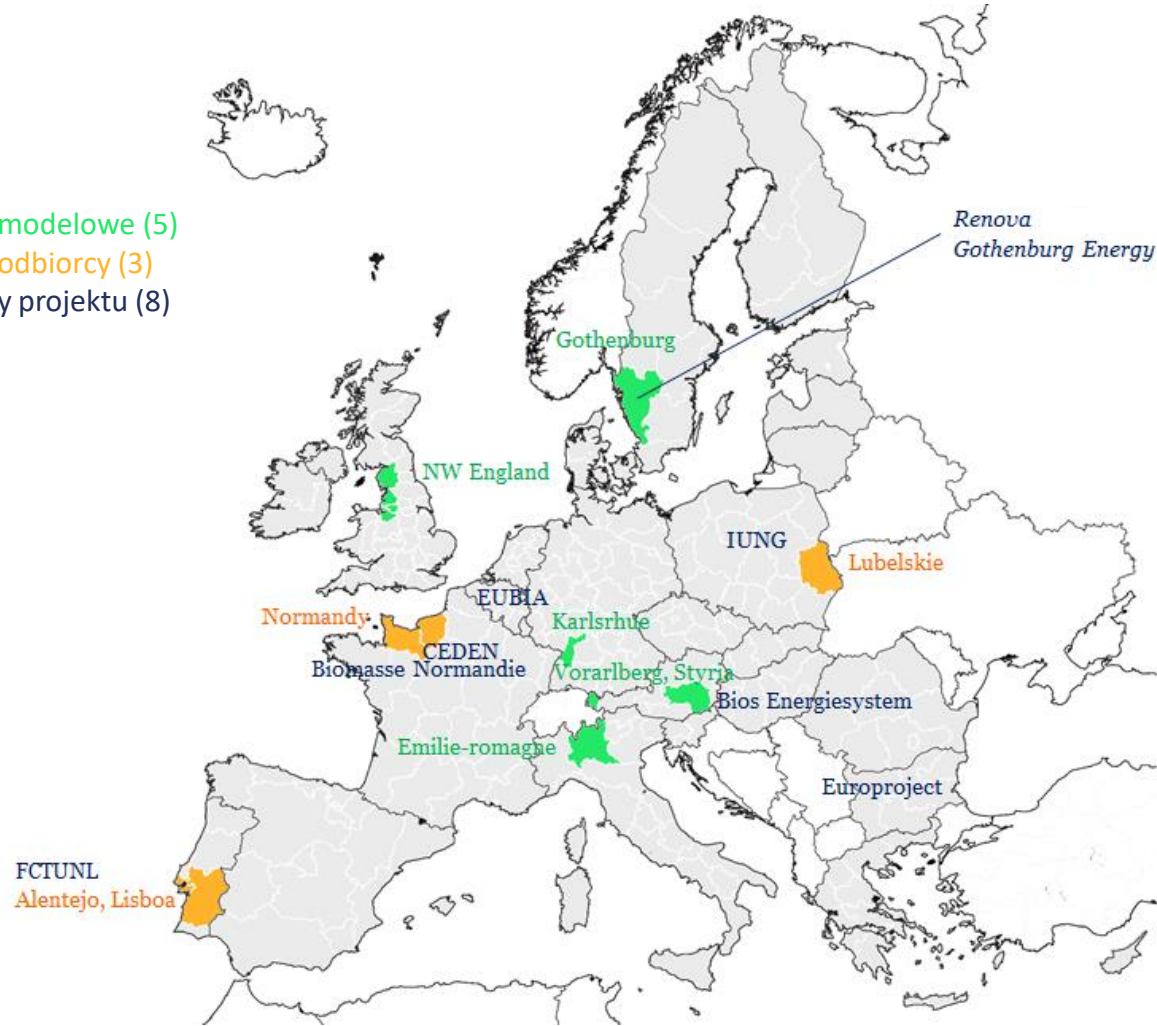 modelowe (5)
odbiorcy (3)
y projektu (8)
Renova
Gothenburg Energy
Gothenburg
NW England
IUNG
Lubelskie
EUBIA
Normandy
Karlsrhue
CEDEN
Biomasse Normandie
Vorarlberg, Styria
Bios Energiesystem
Emilie-romagne
Europroject
FCTUNL
Alentejo, Lisboa